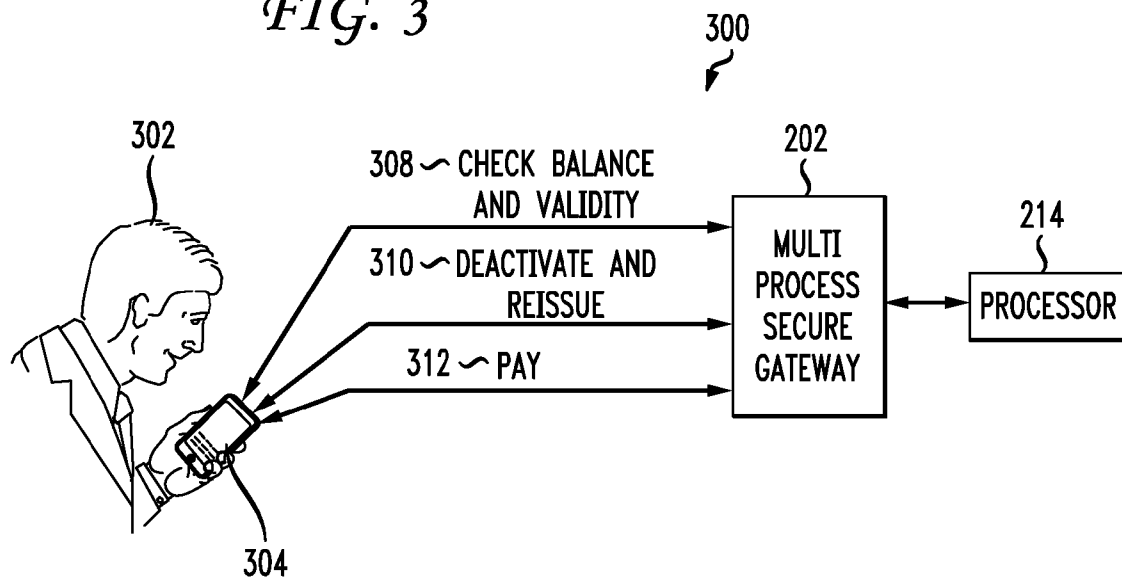 FIG. 3
300
302
308 CHECK BALANCE
AND VALIDITY
202
214
310 DEACTIVATE AND
REISSUE
MULTI
PROCESS
SECURE
GATEWAY
PROCESSOR
312 PAY
304